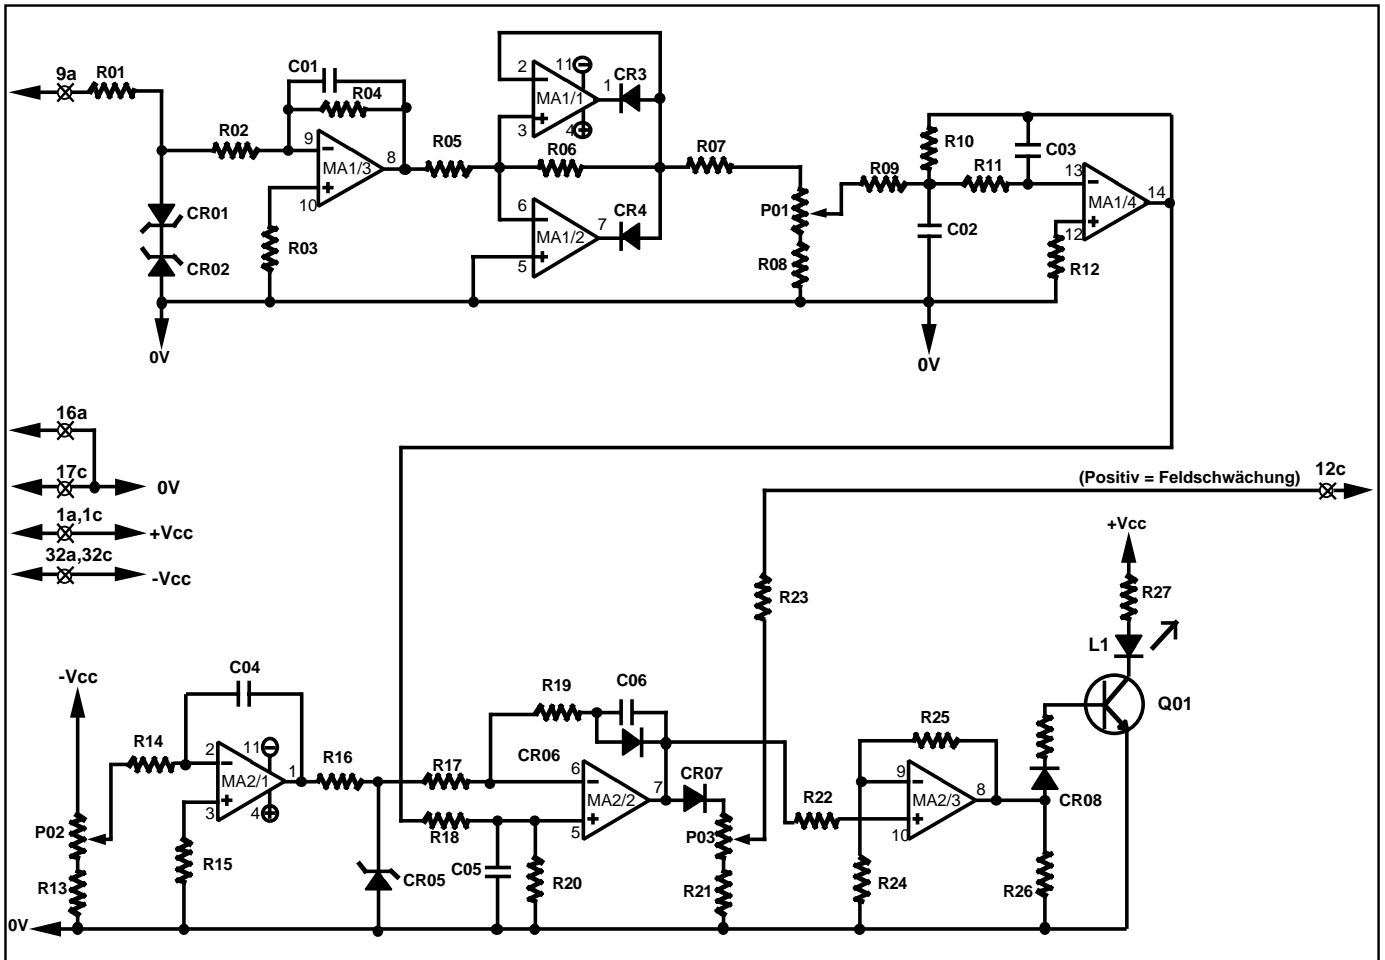 9a
R01
C01
R04
R02
9
8
MA1/3
10
R03
CR01
CR02
0V
R05
2
11
1
CR3
MA1/1
3
4
R06
R07
6
7
CR4
MA1/2
5
P01
R08
R09
R10
R11
C03
C02
13
14
MA1/4
12
R12
0V
16a
17c
0V
1a,1c
+Vcc
32a,32c
-Vcc
(Positiv = Feldschwächung)
12c
+Vcc
R27
L1
Q01
R23
-Vcc
C04
R14
2
11
1
MA2/1
3
4
P02
R13
R15
R16
R17
R18
CR05
R19
C06
CR06
6
7
MA2/2
5
CR07
C05
R20
P03
R21
R22
R25
9
8
MA2/3
10
R24
CR08
R26
0V